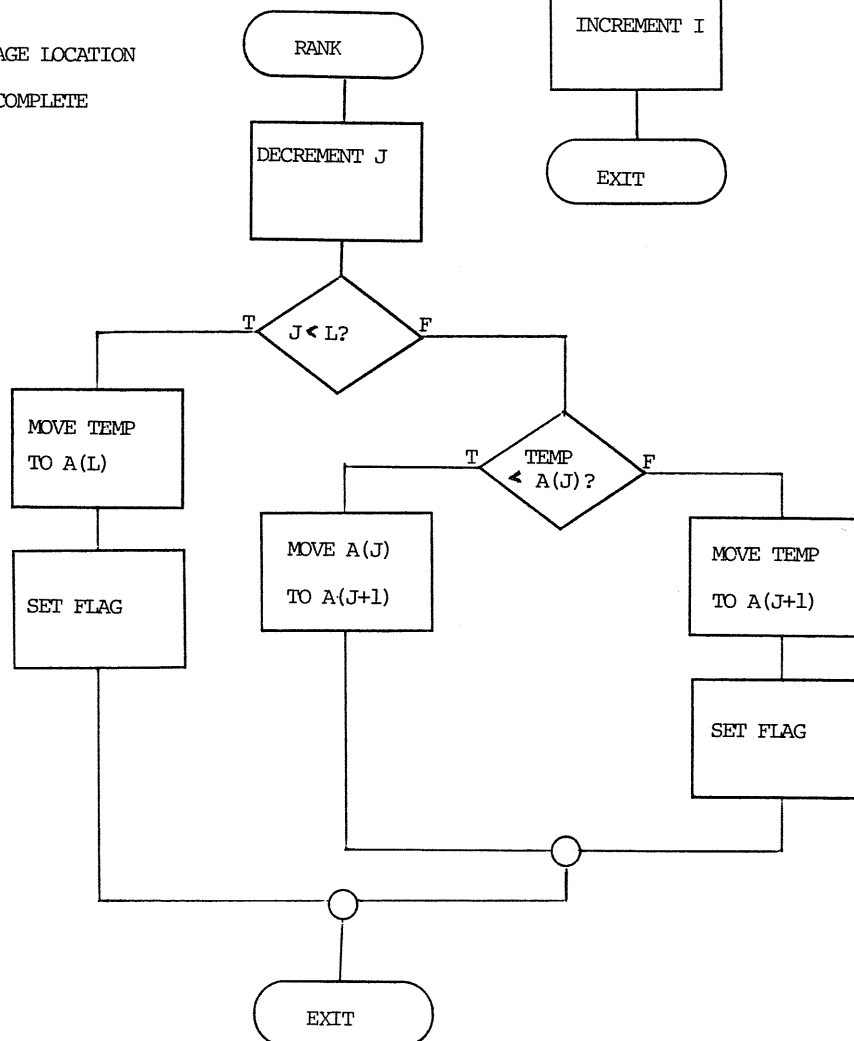 AGE LOCATION
COMPLETE
RANK
DECREMENT J
INCREMENT I
EXIT
J < L?
T
F
MOVE TEMP
TO A(L)
SET FLAG
TEMP
< A(J)?
T
F
MOVE A(J)
TO A(J+1)
MOVE TEMP
TO A(J+1)
SET FLAG
EXIT